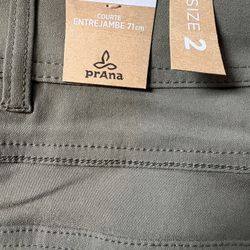 COURTE
ENTREJAMBE 71cm
prAna
SIZE 2